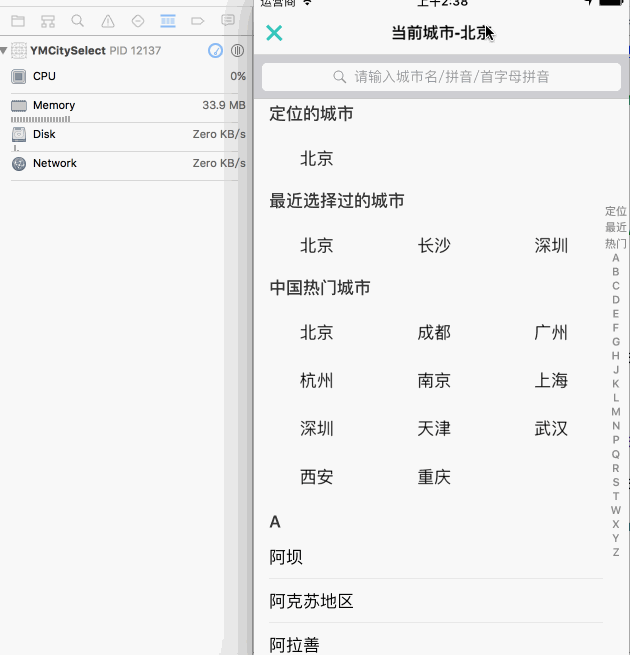 YMCitySelect PID 12137
CPU 0%
Memory 33.9 MB
Disk Zero KB/s
Network Zero KB/s
运营商 上午2:38
当前城市-北京
请输入城市名/拼音/首字母拼音
定位的城市
北京
最近选择过的城市
北京 长沙 深圳
中国热门城市
北京 成都 广州
杭州 南京 上海
深圳 天津 武汉
西安 重庆
A
阿坝
阿克苏地区
阿拉善
定位
最近
热门
A
B
C
D
E
F
G
H
J
K
L
M
N
P
Q
R
S
T
W
X
Y
Z